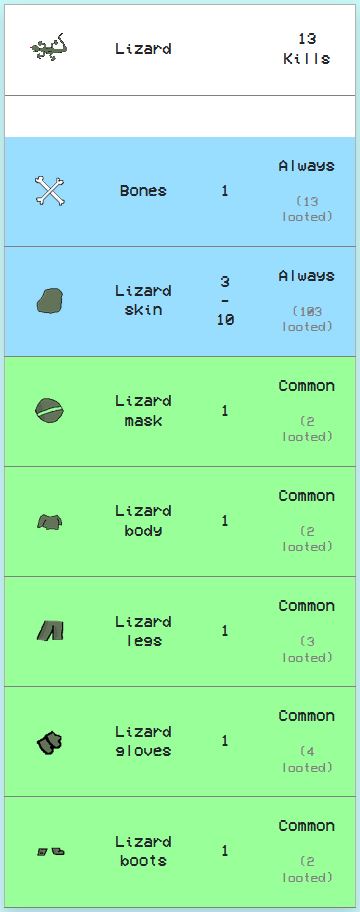 Lizard
13
Kills
Bones
1
Always
(13
looted)
Lizard
skin
3
-
10
Always
(103
looted)
Lizard
mask
1
Common
(2
looted)
Lizard
body
1
Common
(2
looted)
Lizard
legs
1
Common
(3
looted)
Lizard
gloves
1
Common
(4
looted)
Lizard
boots
1
Common
(2
looted)